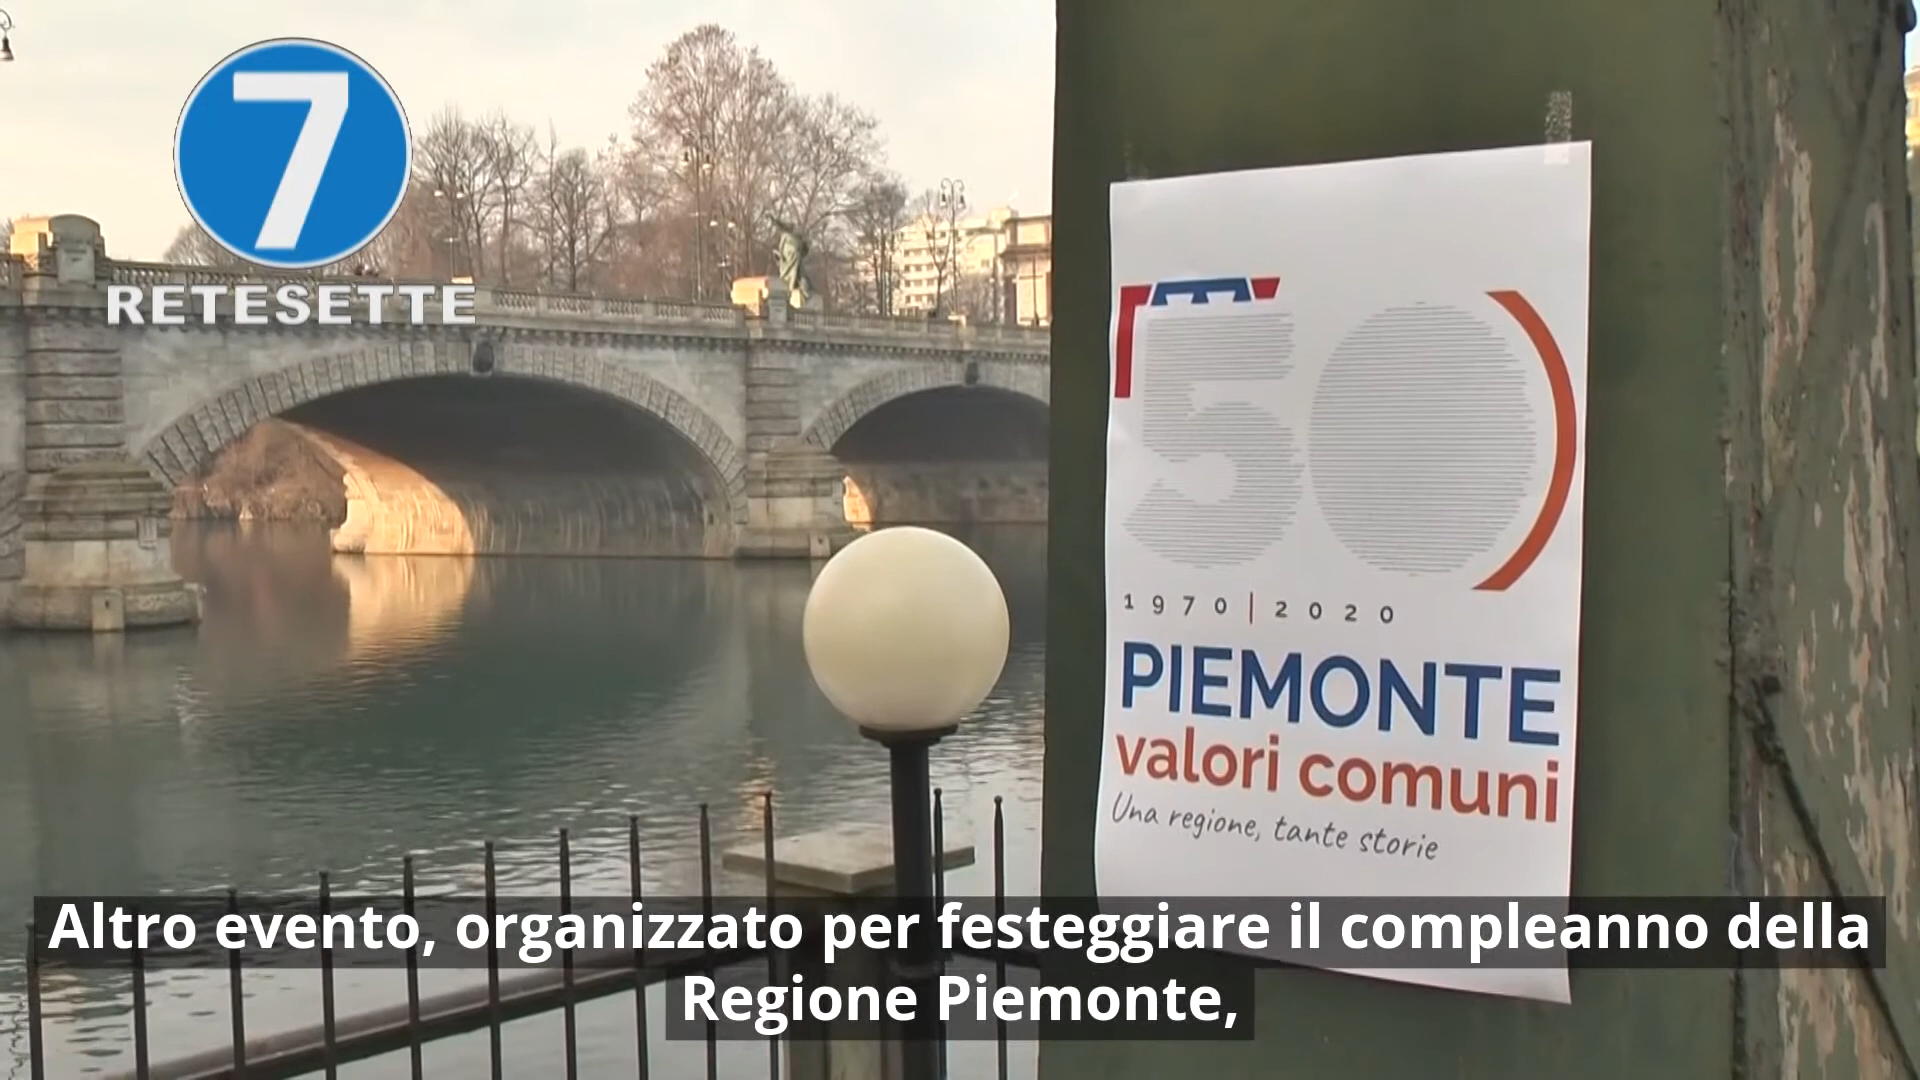 7
RETESETTE
50
1970|2020
PIEMONTE
valori comuni
Una regione, tante storie
Altro evento, organizzato per festeggiare il compleanno della
Regione Piemonte,